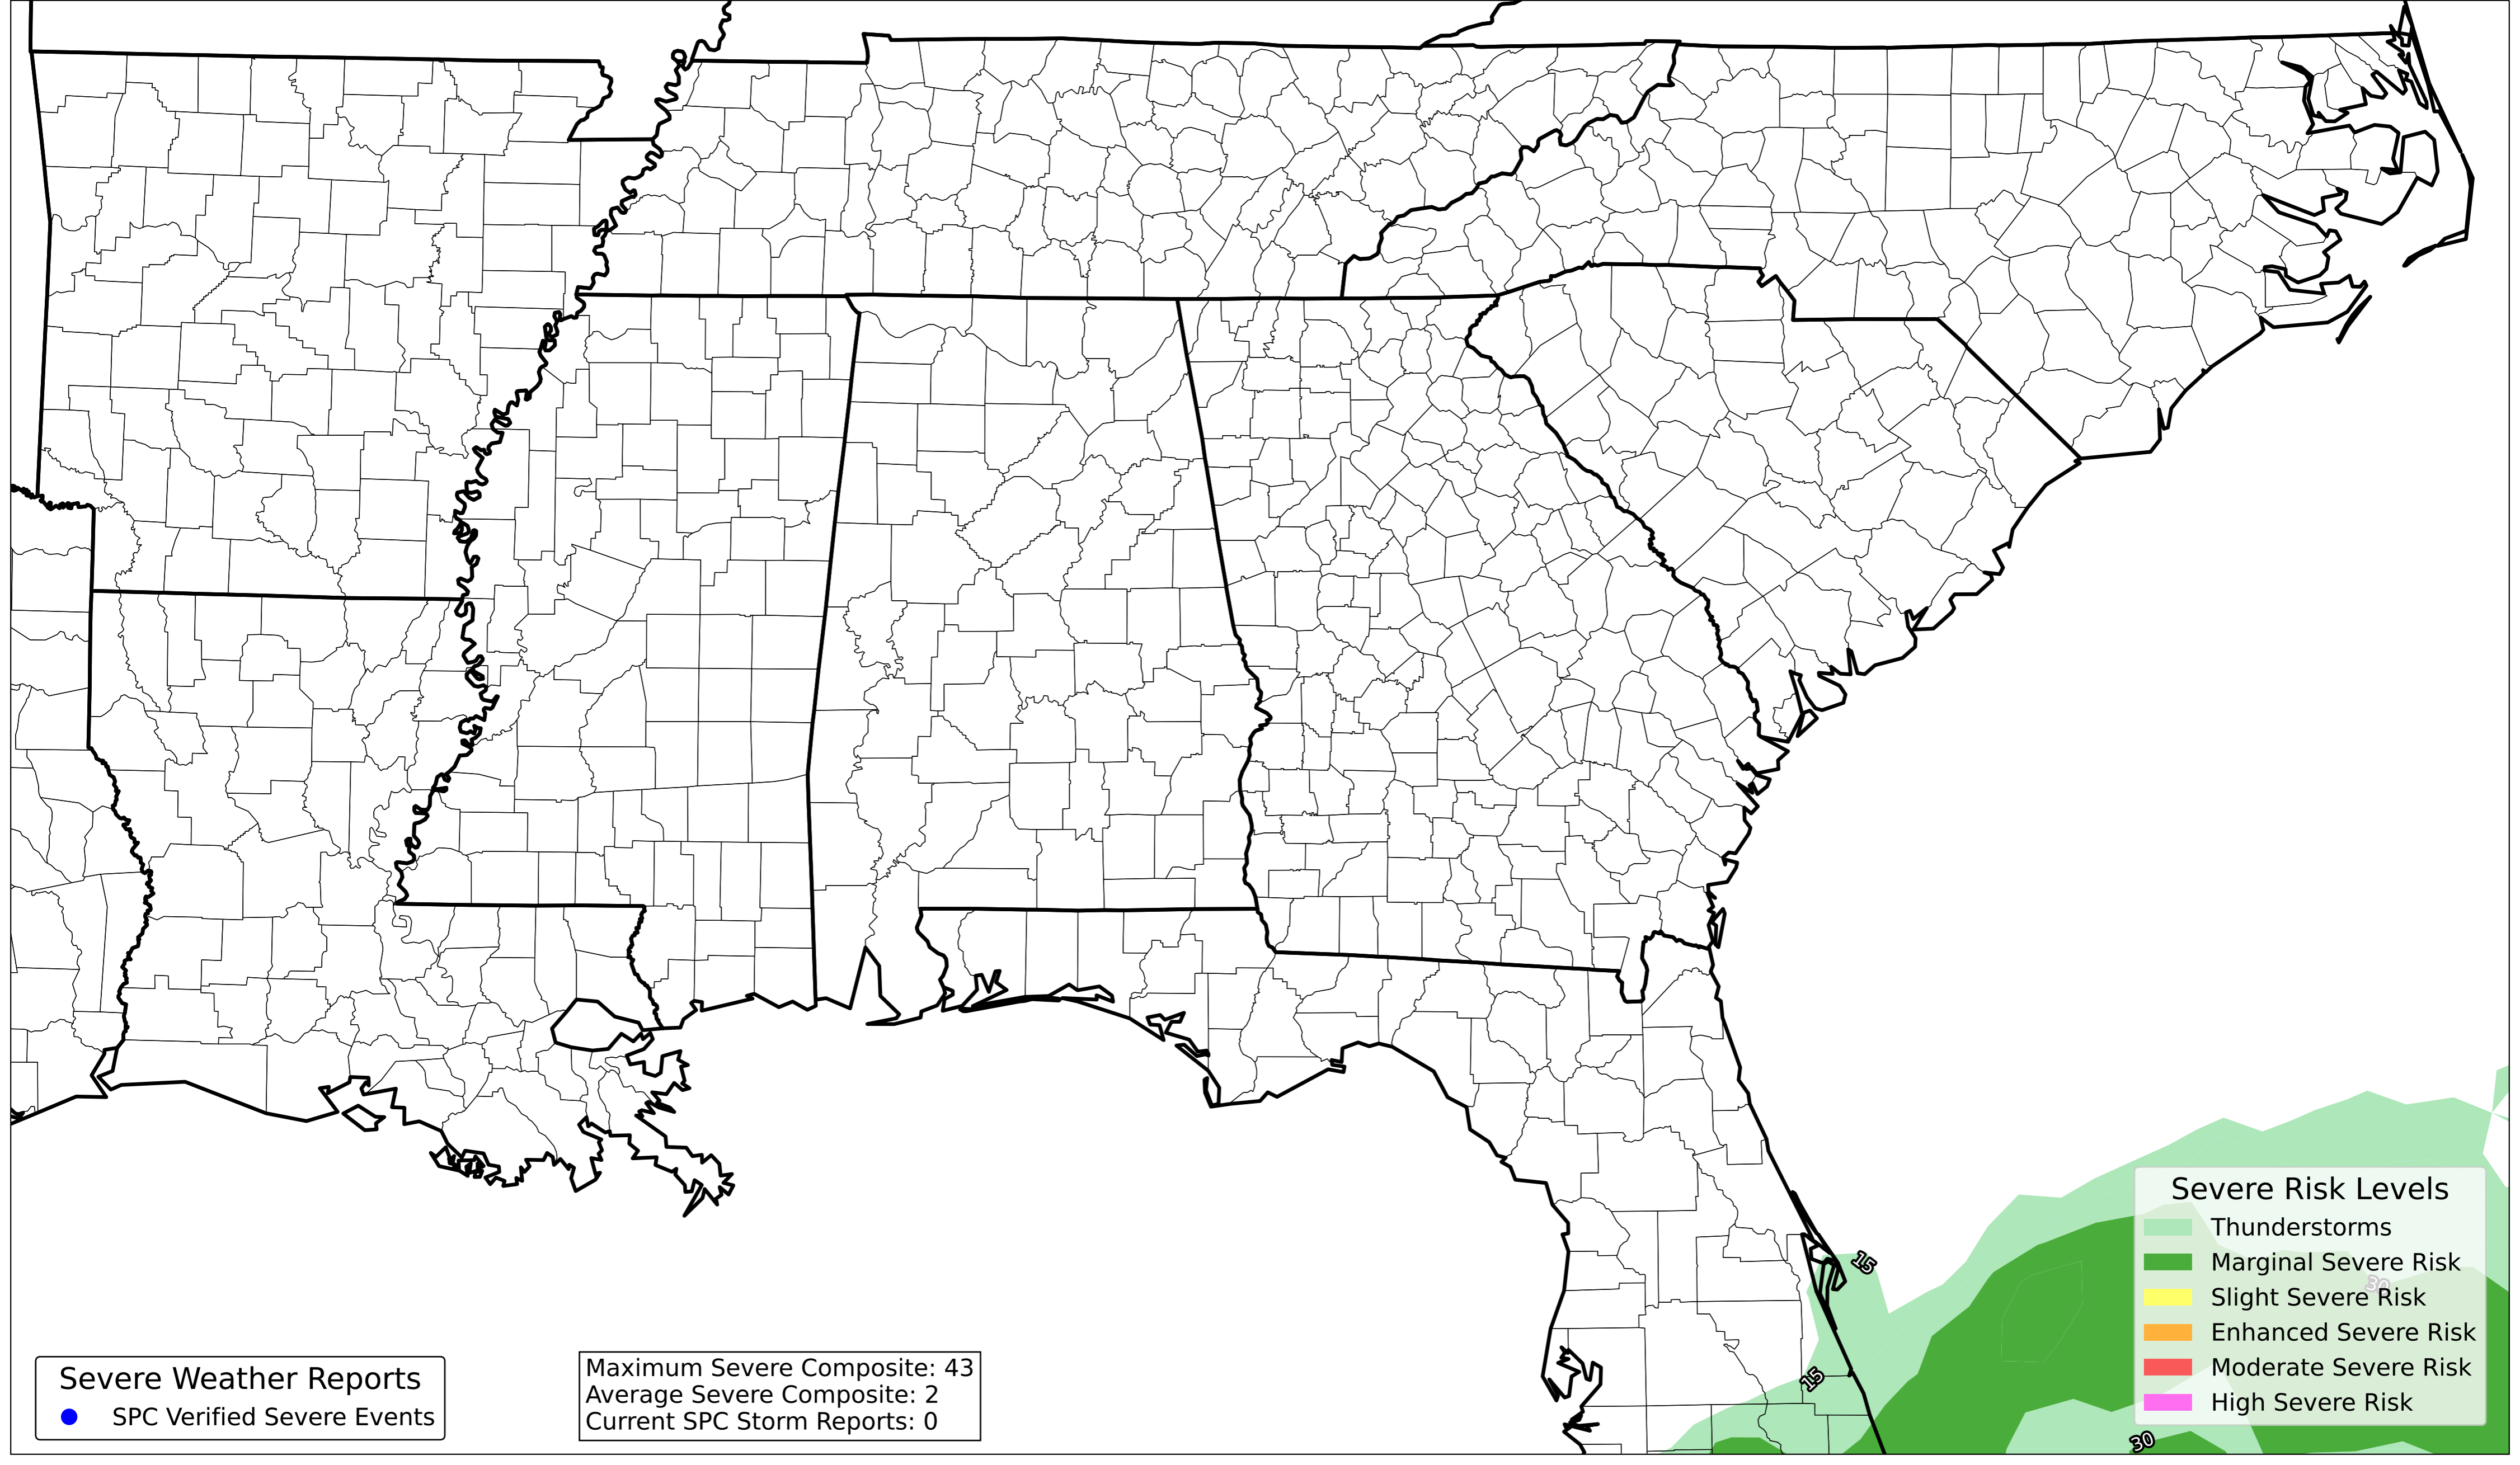 15
Severe Risk Levels
Thunderstorms
Marginal Severe Risk
30
Slight Severe Risk
Enhanced Severe Risk
Moderate Severe Risk
High Severe Risk
15
30
Severe Weather Reports
SPC Verified Severe Events
Maximum Severe Composite: 43
Average Severe Composite: 2
Current SPC Storm Reports: 0